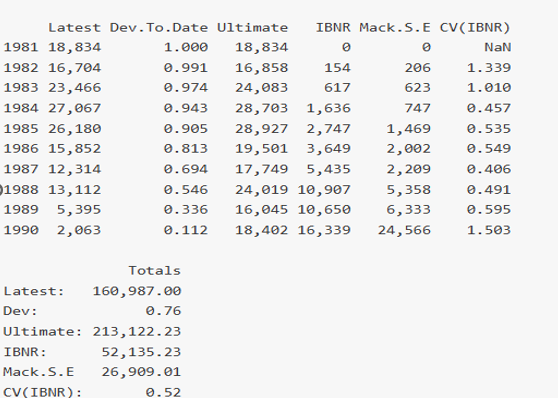 Latest Dev.To.Date Ultimate IBNR Mack.S.E CV(IBNR)
1981 18,834 1.000 18,834 0 0 NaN
1982 16,704 0.991 16,858 154 206 1.339
1983 23,466 0.974 24,083 617 623 1.010
1984 27,067 0.943 28,703 1,636 747 0.457
1985 26,180 0.905 28,927 2,747 1,469 0.535
1986 15,852 0.813 19,501 3,649 2,002 0.549
1987 12,314 0.694 17,749 5,435 2,209 0.406
)1988 13,112 0.546 24,019 10,907 5,358 0.491
1989 5,395 0.336 16,045 10,650 6,333 0.595
1990 2,063 0.112 18,402 16,339 24,566 1.503
Totals
Latest: 160,987.00
Dev: 0.76
Ultimate: 213,122.23
IBNR: 52,135.23
Mack.S.E 26,909.01
CV(IBNR): 0.52